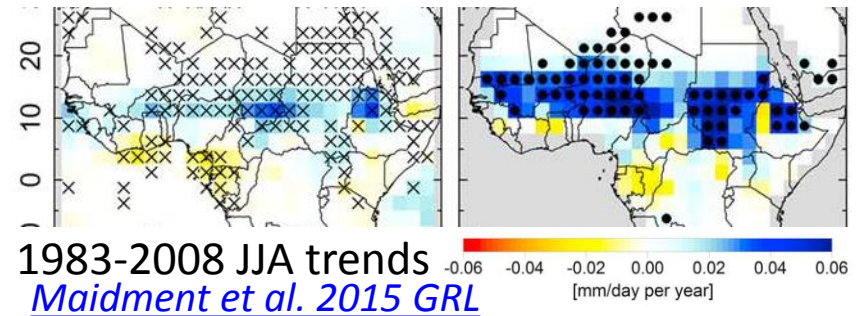 20
10
0
1983-2008 JJA trends
-0.06 -0.04 -0.02 0.00 0.02 0.04 0.06
[mm/day per year]
Maidment et al. 2015 GRL